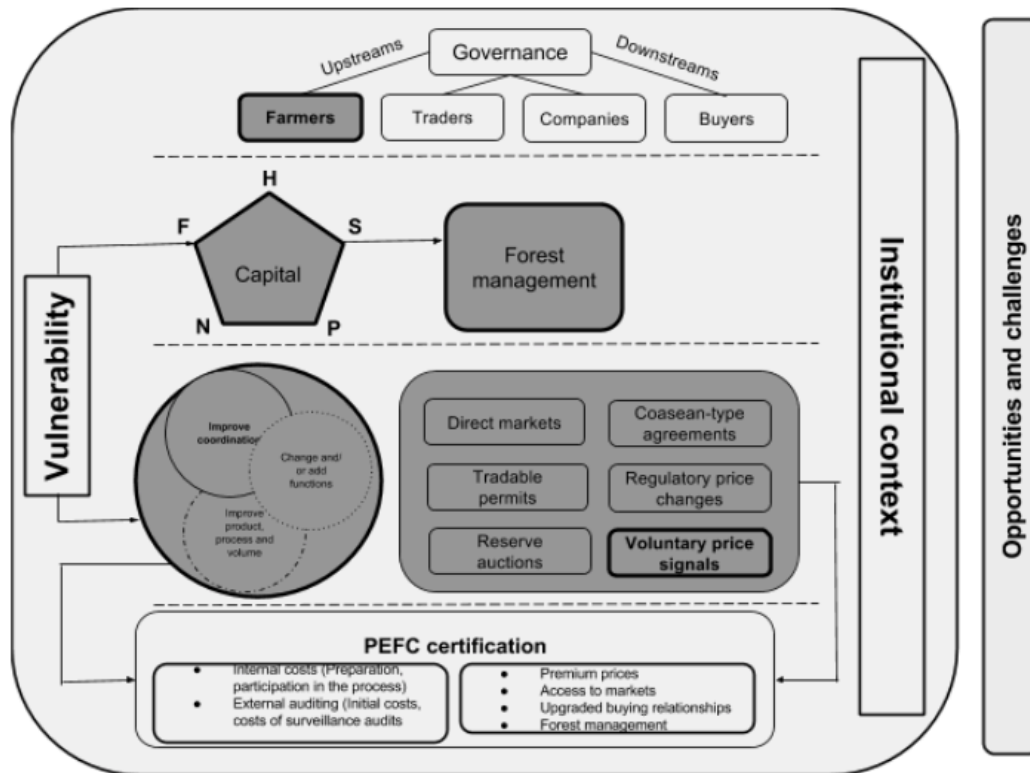 Governance
Upstreams
Downstreams
Farmers
Traders
Companies
Buyers
H
F
S
Capital
N
P
Forest
management
Vulnerability
Improve
coordination
Change and/
or add
functions
Improve
product,
process and
volume
Direct markets
Coasean-type
agreements
Tradable
permits
Regulatory price
changes
Reserve
auctions
Voluntary price
signals
PEFC certification
• Internal costs (Preparation,
participation in the process)
• External auditing (Initial costs,
costs of surveillance audits
• Premium prices
• Access to markets
• Upgraded buying relationships
• Forest management
Institutional context
Opportunities and challenges